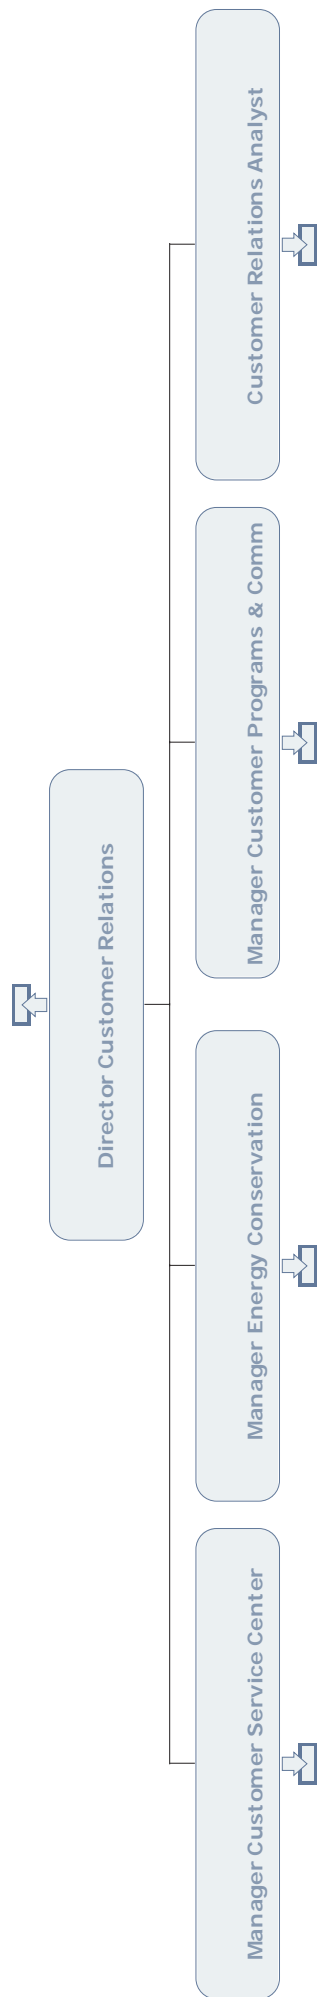 Director Customer Relations
Manager Customer Service Center
Manager Energy Conservation
Manager Customer Programs & Comm
Customer Relations Analyst